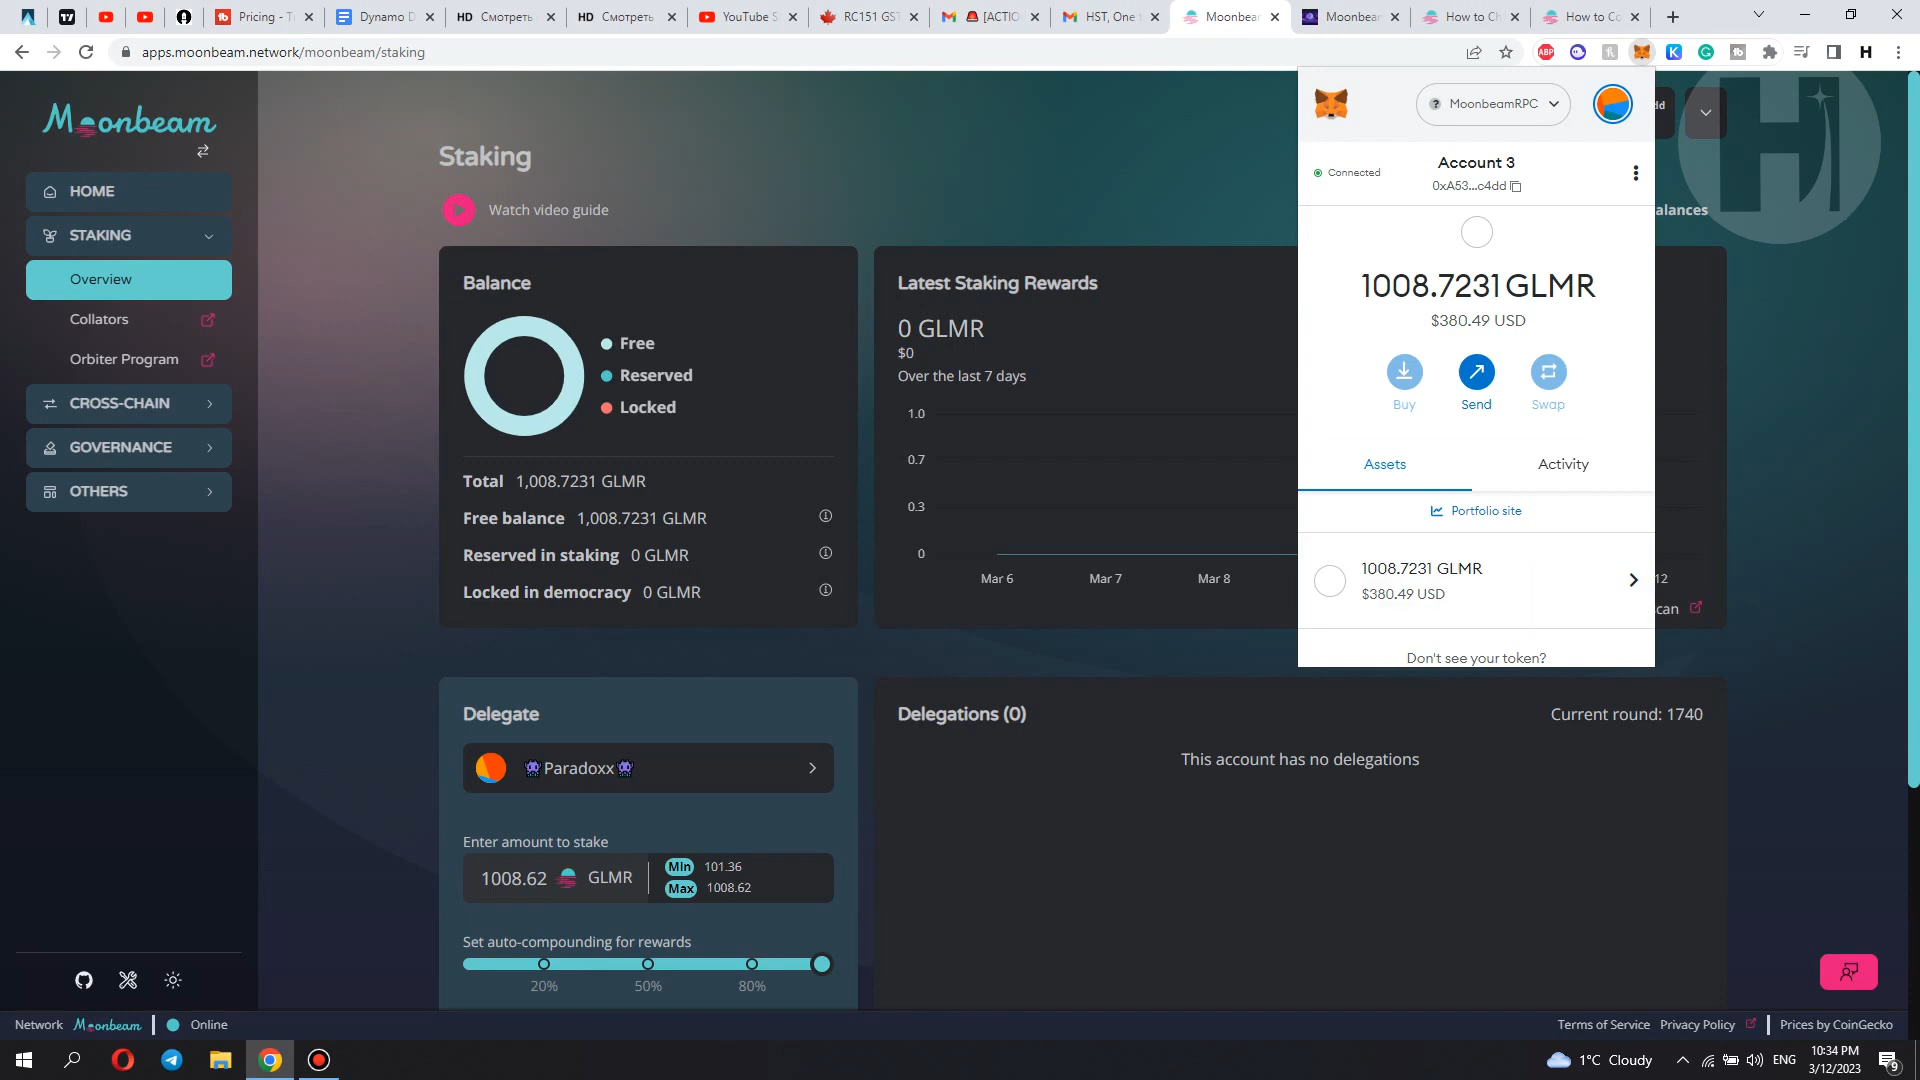 Pricing - T
Dynamo D
HD Смотреть
HD Смотреть
YouTube S
RC151 GST
[ACTIO
HST, One
Moonbear
Moonbear
How to Ch
How to Co
apps.moonbeam.network/moonbeam/staking
ABP
Moonbeam
HOME
STAKING
Overview
Collators
Orbiter Program
CROSS-CHAIN
GOVERNANCE
OTHERS
Staking
Watch video guide
alances
Balance
Free
Reserved
Locked
Total 1,008.7231 GLMR
Free balance 1,008.7231 GLMR
Reserved in staking 0 GLMR
Locked in democracy 0 GLMR
Latest Staking Rewards
0 GLMR
$0
Over the last 7 days
1.0
0.7
0.3
0
Mar 6
Mar 7
Mar 8
12
can
MoonbeamRPC
dd
Connected
Account 3
0xA53...c4dd
1008.7231 GLMR
$380.49 USD
Buy
Send
Swap
Assets
Activity
Portfolio site
1008.7231 GLMR
$380.49 USD
Don't see your token?
Delegate
Paradoxx
Enter amount to stake
1008.62 GLMR
Min 101.36
Max 1008.62
Set auto-compounding for rewards
20%
50%
80%
Delegations (0)
Current round: 1740
This account has no delegations
Network Moonbeam Online
Terms of Service Privacy Policy Prices by CoinGecko
1°C Cloudy
ENG
10:34 PM
3/12/2023
9